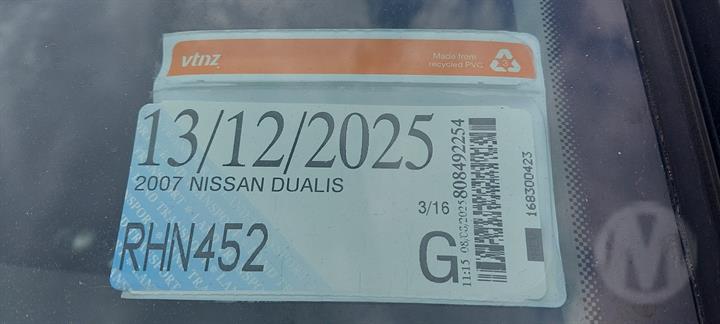 vtnz
Made from
recycled PVC
13/12/2025
2007 NISSAN DUALIS
3/16
RHN452
G
808492254
168300423